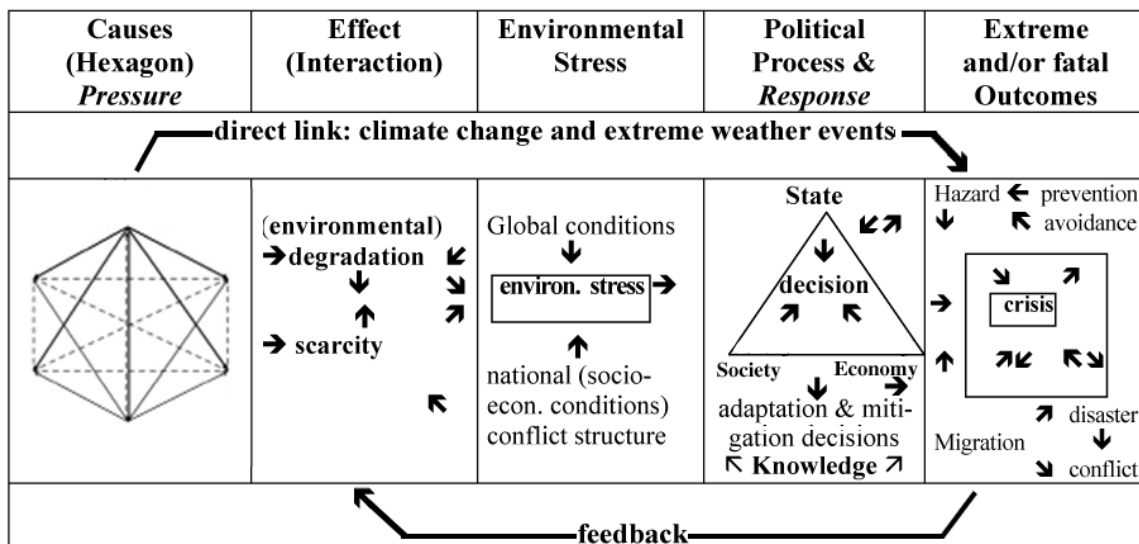 Causes
(Hexagon)
Pressure
Effect
(Interaction)
Environmental
Stress
Political
Process &
Response
Extreme
and/or fatal
Outcomes
direct link: climate change and extreme weather events
(environmental)
degradation
scarcity
Global conditions
environ. stress
national (socio-
econ. conditions)
conflict structure
State
decision
Society
Economy
adaptation & miti-
gation decisions
Knowledge
Hazard
prevention
avoidance
crisis
Migration
disaster
conflict
feedback